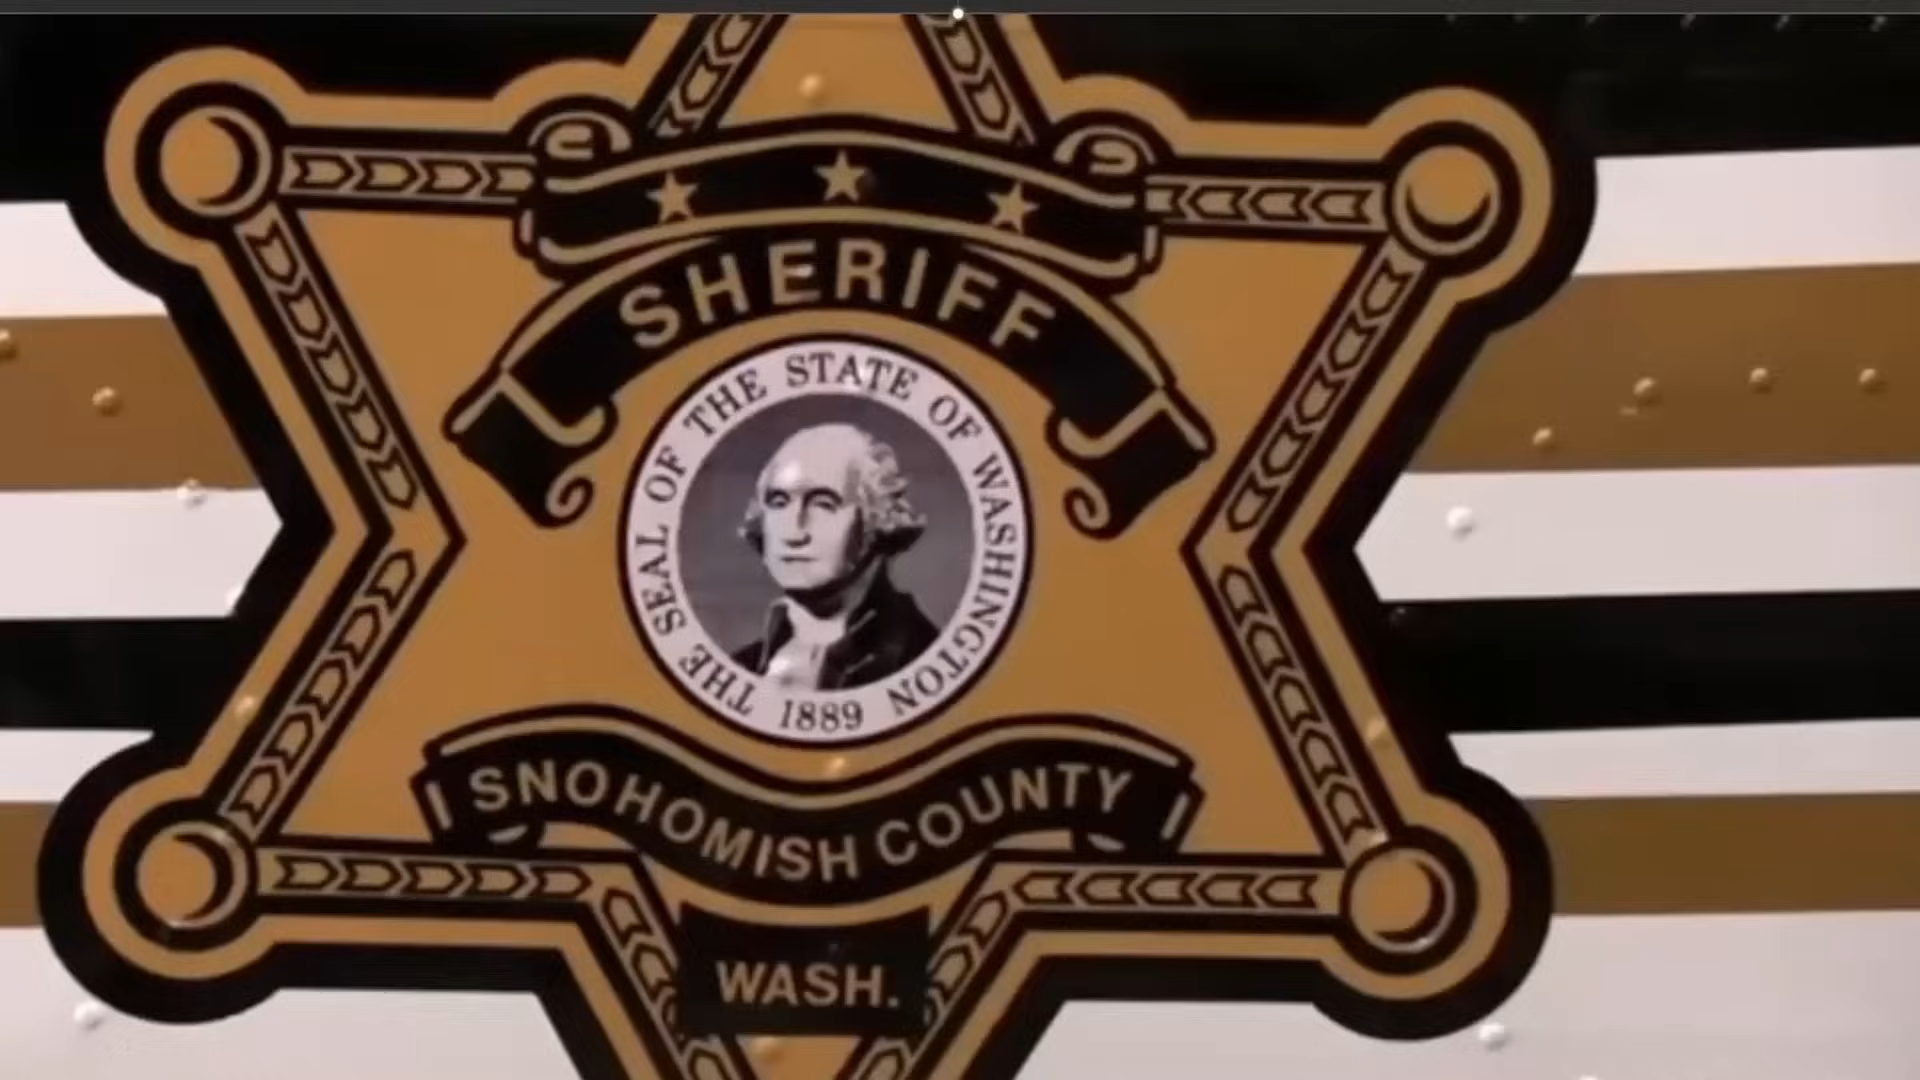 SHERIFF
THE SEAL OF THE STATE OF WASHINGTON
1889
SNOHOMISH COUNTY
WASH.